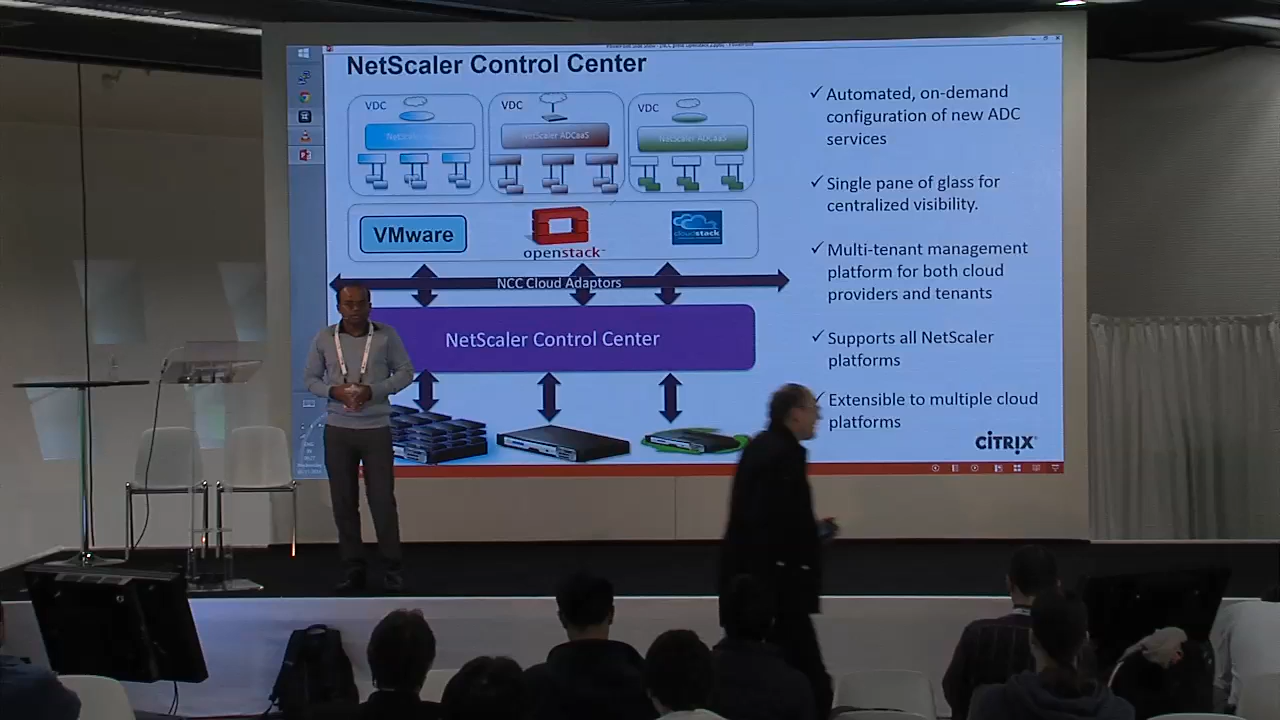 NetScaler Control Center
VDC
VDC
VDC
NetScaler ADCaaS
NetScaler ADCaaS
VMware
openstack
cloudstack
NCC Cloud Adaptors
NetScaler Control Center
✓ Automated, on-demand
configuration of new ADC
services
✓ Single pane of glass for
centralized visibility.
✓ Multi-tenant management
platform for both cloud
providers and tenants
✓ Supports all NetScaler
platforms
✓ Extensible to multiple cloud
platforms
CİTRIX